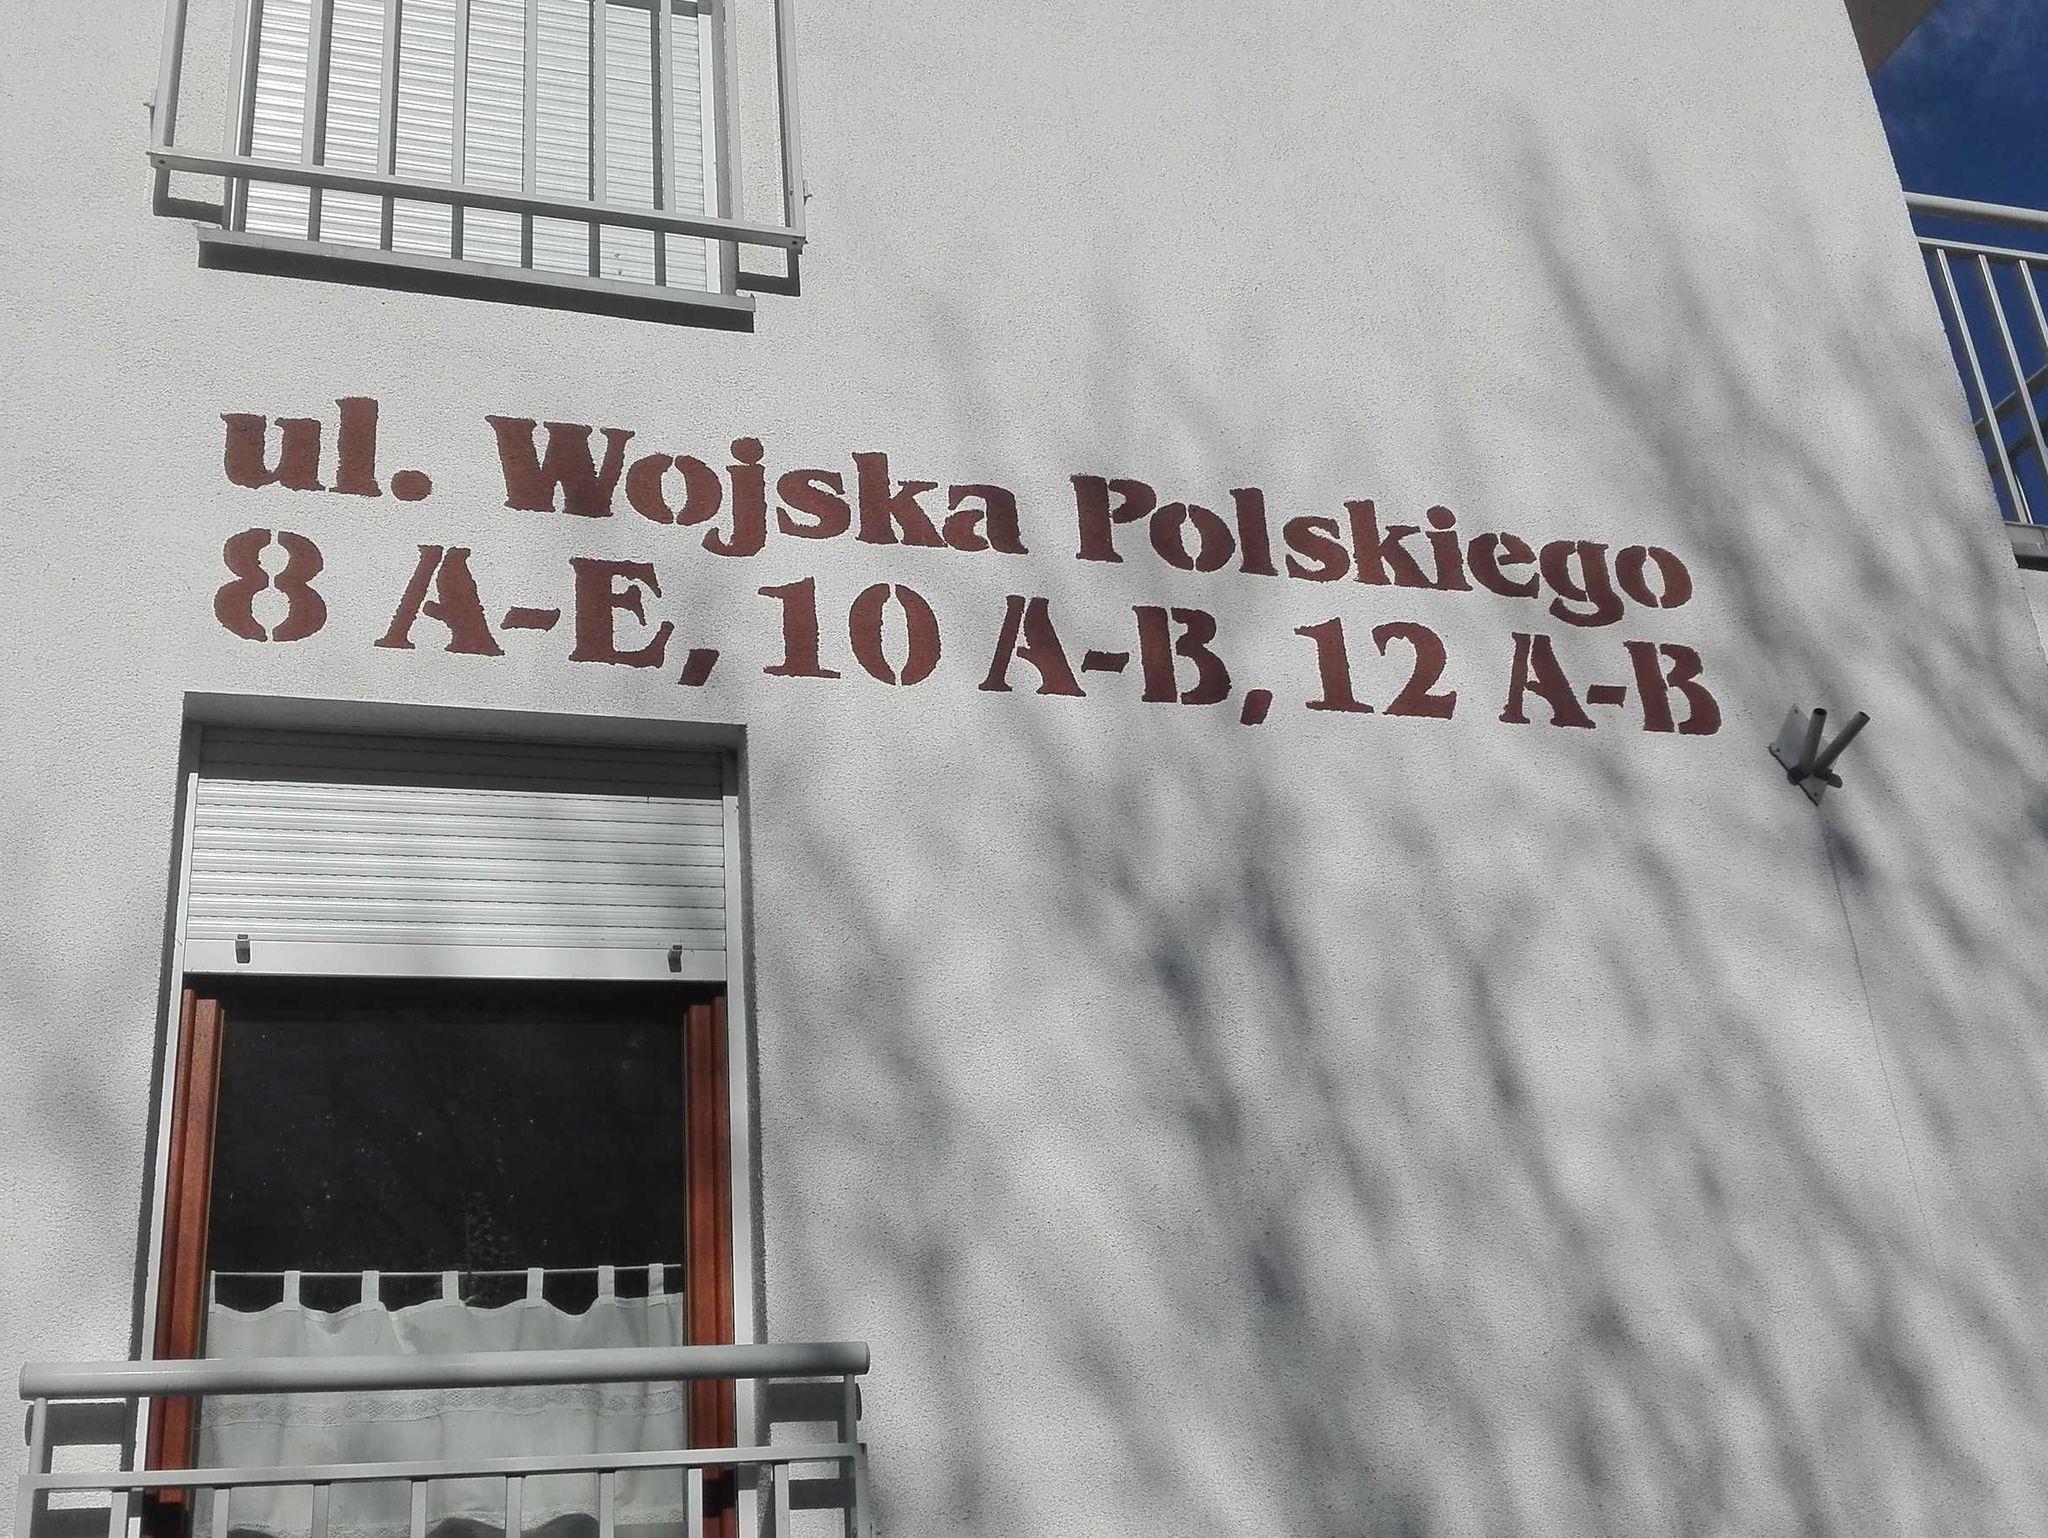 ul. Wojska Polskiego
8 A-E, 10 A-B, 12 A-B